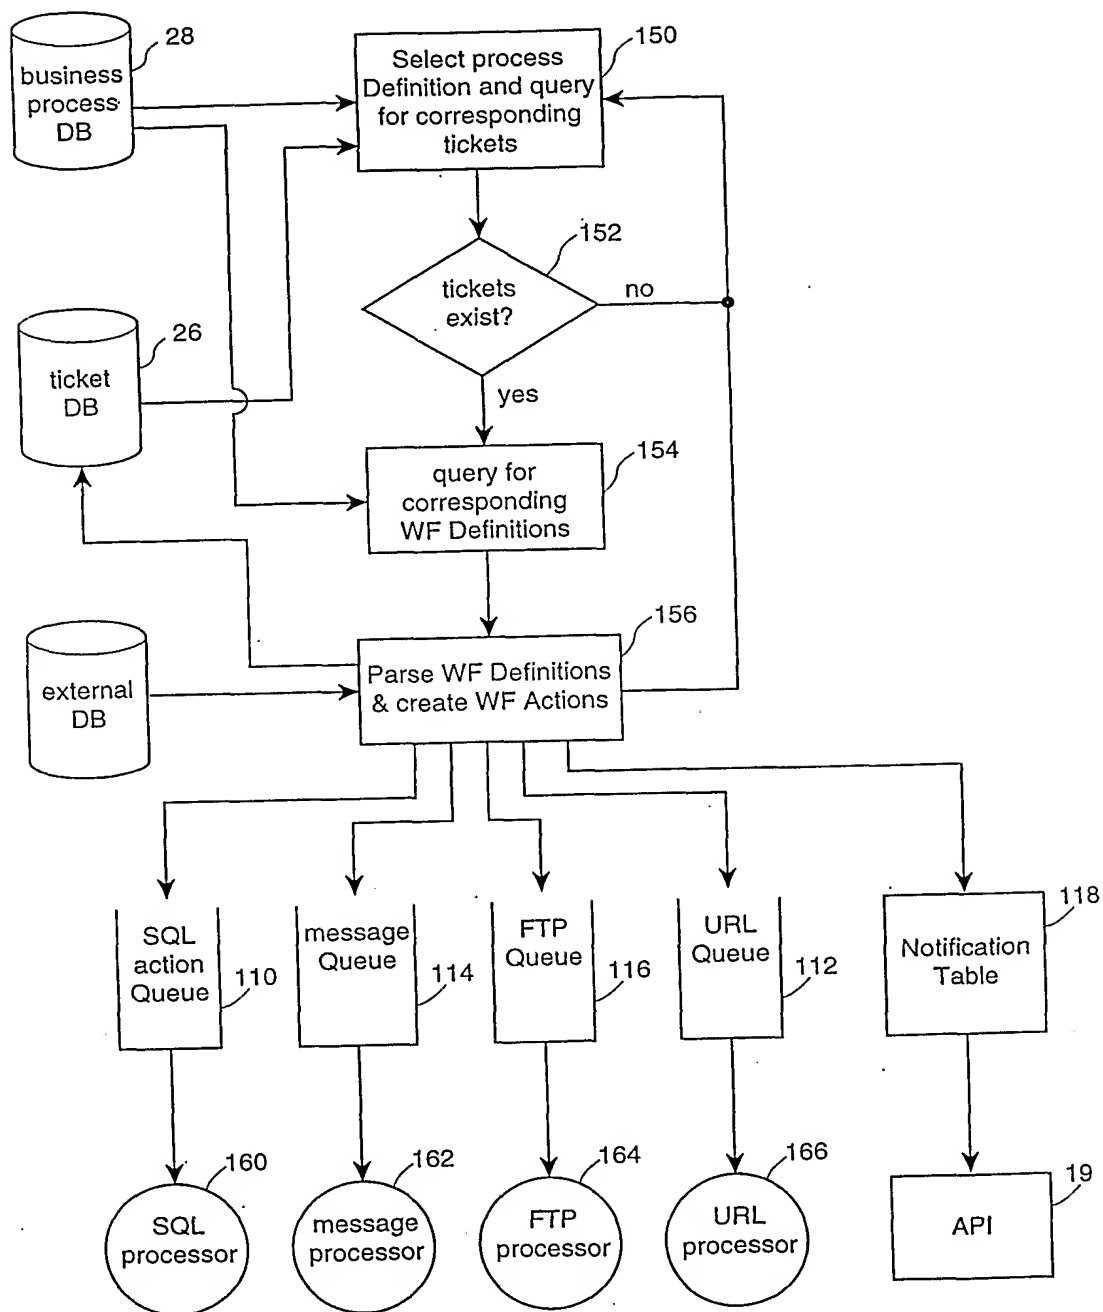 28
business
process
DB
150
Select process
Definition and query
for corresponding
tickets
152
tickets
exist?
no
26
ticket
DB
yes
154
query for
corresponding
WF Definitions
156
external
DB
Parse WF Definitions
& create WF Actions
SQL
action
Queue
110
message
Queue
114
FTP
Queue
116
URL
Queue
112
118
Notification
Table
160
SQL
processor
162
message
processor
164
FTP
processor
166
URL
processor
19
API